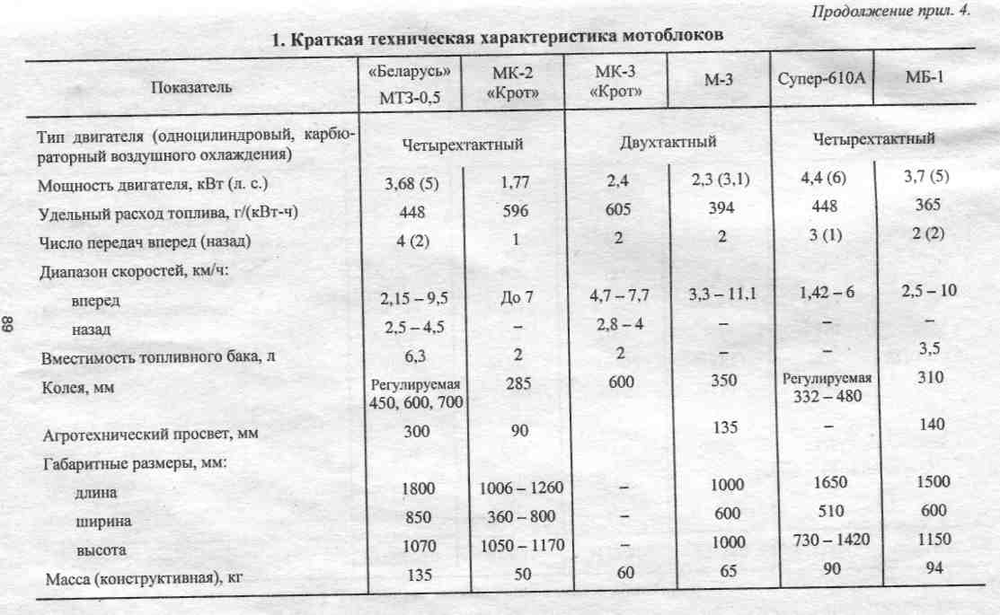 Продолжение прил. 4.
1. Краткая техническая характеристика мотоблоков
Показатель «Беларусь» МТЗ-0,5 МК-2 «Крот» МК-3 «Крот» М-3 Супер-610А МБ-1
Тип двигателя (одноцилиндровый, карбю-
раторный воздушного охлаждения) Четырехтактный Двухтактный Четырехтактный
Мощность двигателя, кВт (л. с.) 3,68 (5) 1,77 2,4 2,3 (3,1) 4,4 (6) 3,7 (5)
Удельный расход топлива, г/(кВт-ч) 448 596 605 394 448 365
Число передач вперед (назад) 4 (2) 1 2 2 3 (1) 2 (2)
Диапазон скоростей, км/ч:
вперед 2,15 – 9,5 До 7 4,7 – 7,7 3,3 – 11,1 1,42 – 6 2,5 – 10
назад 2,5 – 4,5 – 2,8 – 4 – – –
Вместимость топливного бака, л 6,3 2 2 – – 3,5
Колея, мм Регулируемая 285 600 350 Регулируемая 310
450, 600, 700 332 – 480
Агротехнический просвет, мм 300 90 135 – 140
Габаритные размеры, мм:
длина 1800 1006 – 1260 – 1000 1650 1500
ширина 850 360 – 800 – 600 510 600
высота 1070 1050 – 1170 – 1000 730 – 1420 1150
Масса (конструктивная), кг 135 50 60 65 90 94
89